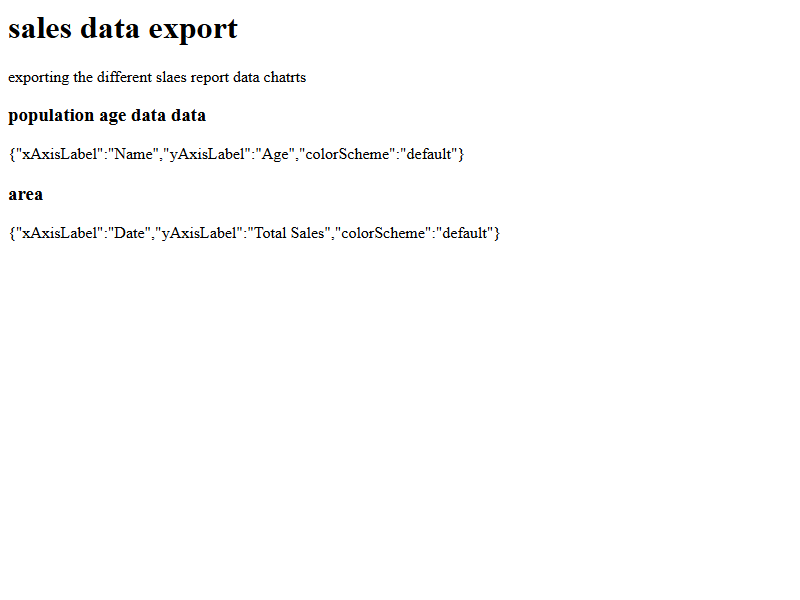 sales data export
exporting the different slaes report data chatrts
population age data data
{"xAxisLabel":"Name","yAxisLabel":"Age","colorScheme":"default"}
area
{"xAxisLabel":"Date","yAxisLabel":"Total Sales","colorScheme":"default"}